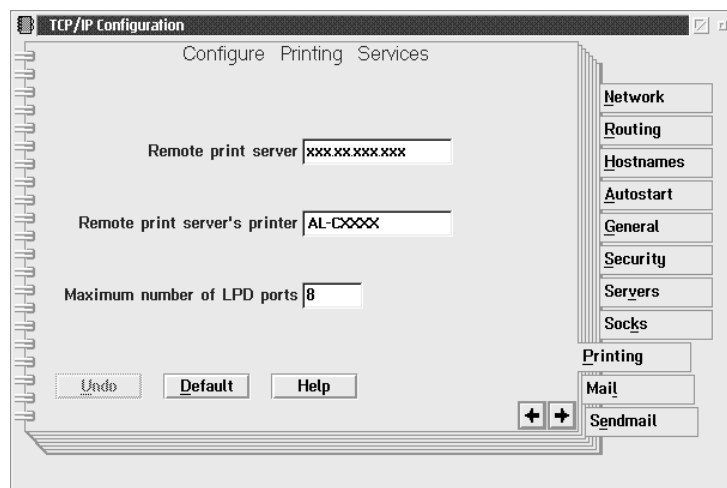 TCP/IP Configuration
Configure Printing Services
Remote print server xxx.xx.xxx.xxx
Remote print server's printer AL-CXXXX
Maximum number of LPD ports 8
Undo Default Help
Network
Routing
Hostnames
Autostart
General
Security
Servers
Socks
Printing
Mail
Sendmail